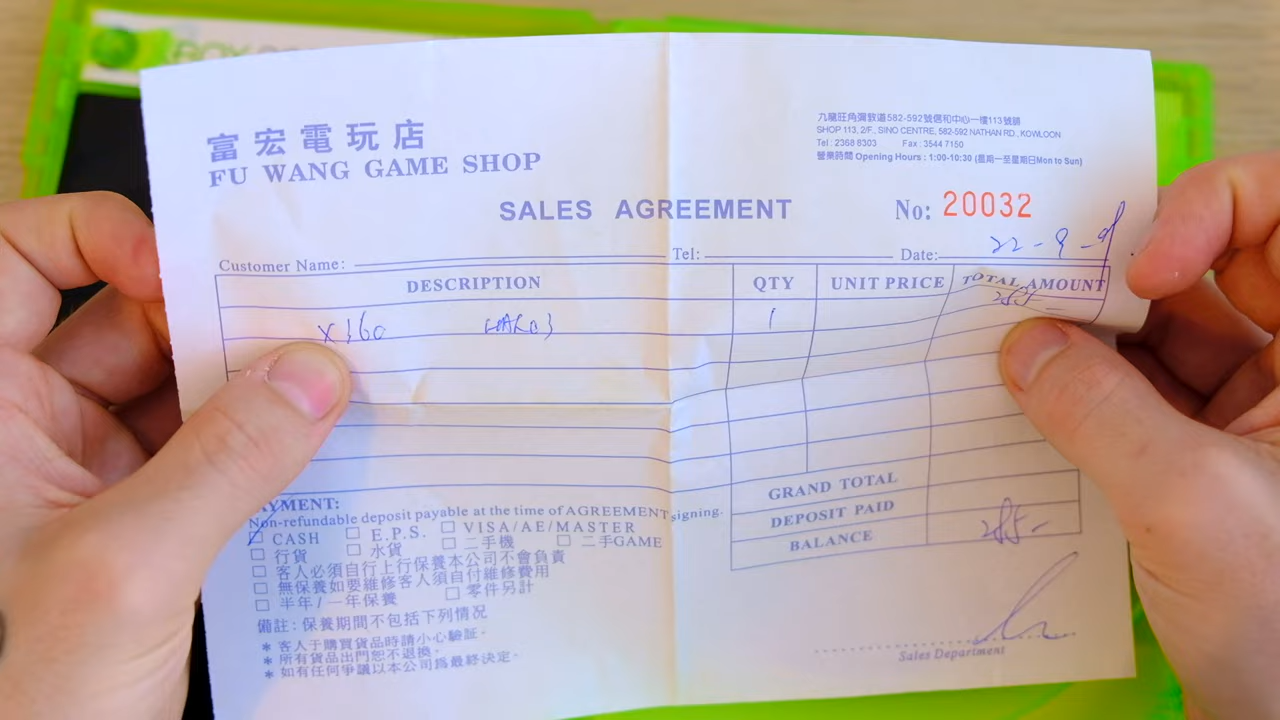 富宏電玩店
FU WANG GAME SHOP
九龍旺角彌敦道582-592號信和中心一樓113號舖
SHOP 113, 2/F., SINO CENTRE, 582-592 NATHAN RD., KOWLOON
Tel : 2368 8303 Fax : 3544 7150
營業時間 Opening Hours : 1:00-10:30 (星期一至星期日Mon to Sun)
SALES AGREEMENT
No: 20032
Customer Name: Tel: Date: 22-9-
DESCRIPTION QTY UNIT PRICE TOTAL AMOUNT
X360 1 285-
GRAND TOTAL
DEPOSIT PAID
BALANCE 285-
AYMENT:
Non-refundable deposit payable at the time of AGREEMENT signing.
CASH E.P.S. VISA/AE/MASTER
行貨 水貨 二手機 二手GAME
客人必須自行上行保養本公司不會負責
無保養如要維修客人須自付維修費用
半年/一年保養 零件另計
備註:保養期間不包括下列情況
* 客人于購買貨品時請小心驗証。
* 所有貨品出門恕不退換。
* 如有任何爭議以本公司爲最終決定。
Sales Department